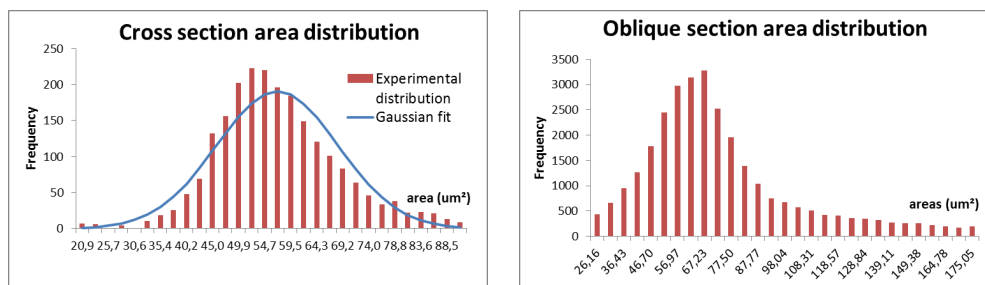 Cross section area distribution
250
200
150
100
50
0
Frequency
Experimental distribution
Gaussian fit
area (um²)
20,9 25,7 30,6 35,4 40,2 45,0 49,9 54,7 59,5 64,3 69,2 74,0 78,8 83,6 88,5
Oblique section area distribution
3500
3000
2500
2000
1500
1000
500
0
Frequency
areas (um²)
26,16 36,43 46,70 56,97 67,23 77,50 87,77 98,04 108,31 118,57 128,84 139,11 149,38 164,78 175,05